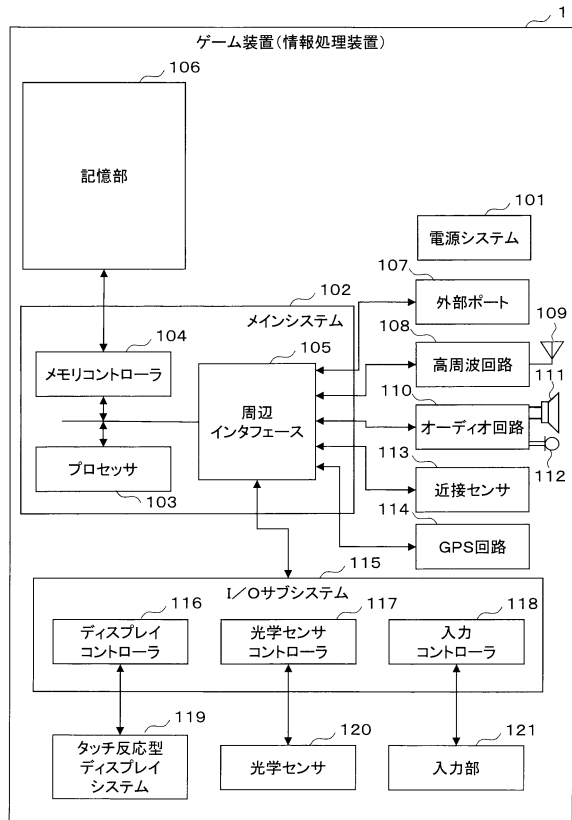 1
ゲーム装置(情報処理装置)
106
記憶部
101
電源システム
107
外部ポート
102
メインシステム
104
メモリコントローラ
105
周辺
インタフェース
プロセッサ
103
108
高周波回路
109
110
オーディオ回路
111
112
113
近接センサ
114
GPS回路
115
I/Oサブシステム
116
ディスプレイ
コントローラ
117
光学センサ
コントローラ
118
入力
コントローラ
119
タッチ反応型
ディスプレイ
システム
120
光学センサ
121
入力部